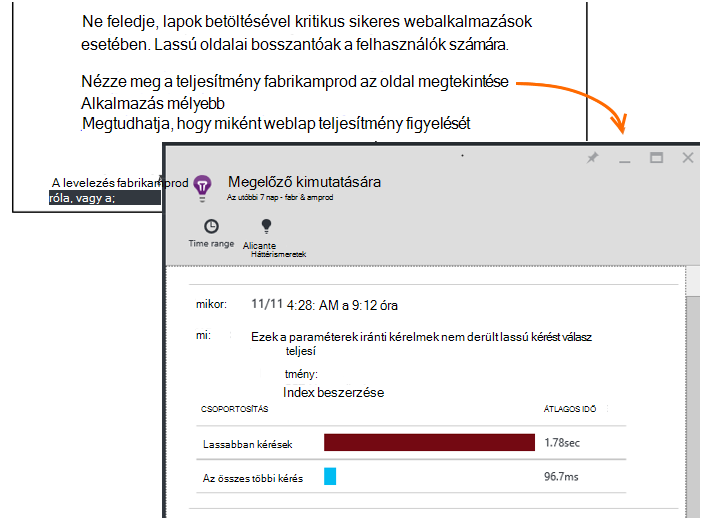 Ne feledje, lapok betöltésével kritikus sikeres webalkalmazások
esetében. Lassú oldalai bosszantóak a felhasználók számára.
Nézze meg a teljesítmény fabrikamprod az oldal megtekintése
Alkalmazás mélyebb
Megtudhatja, hogy miként weblap teljesítmény figyelését
A levelezés fabrikamprod
róla, vagy a;
Megelőző kimutatására
Az utóbbi 7 nap - fabr & amprod
Time range
Alicante
Háttérismeretek
mikor: 11/11 4:28: AM a 9:12 óra
mi: Ezek a paraméterek iránti kérelmek nem derült lassú kérést válasz
teljesí
tmény:
Index beszerzése
CSOPORTOSÍTÁS ÁTLAGOS IDŐ
Lassabban kérések 1.78sec
Az összes többi kérés 96.7ms